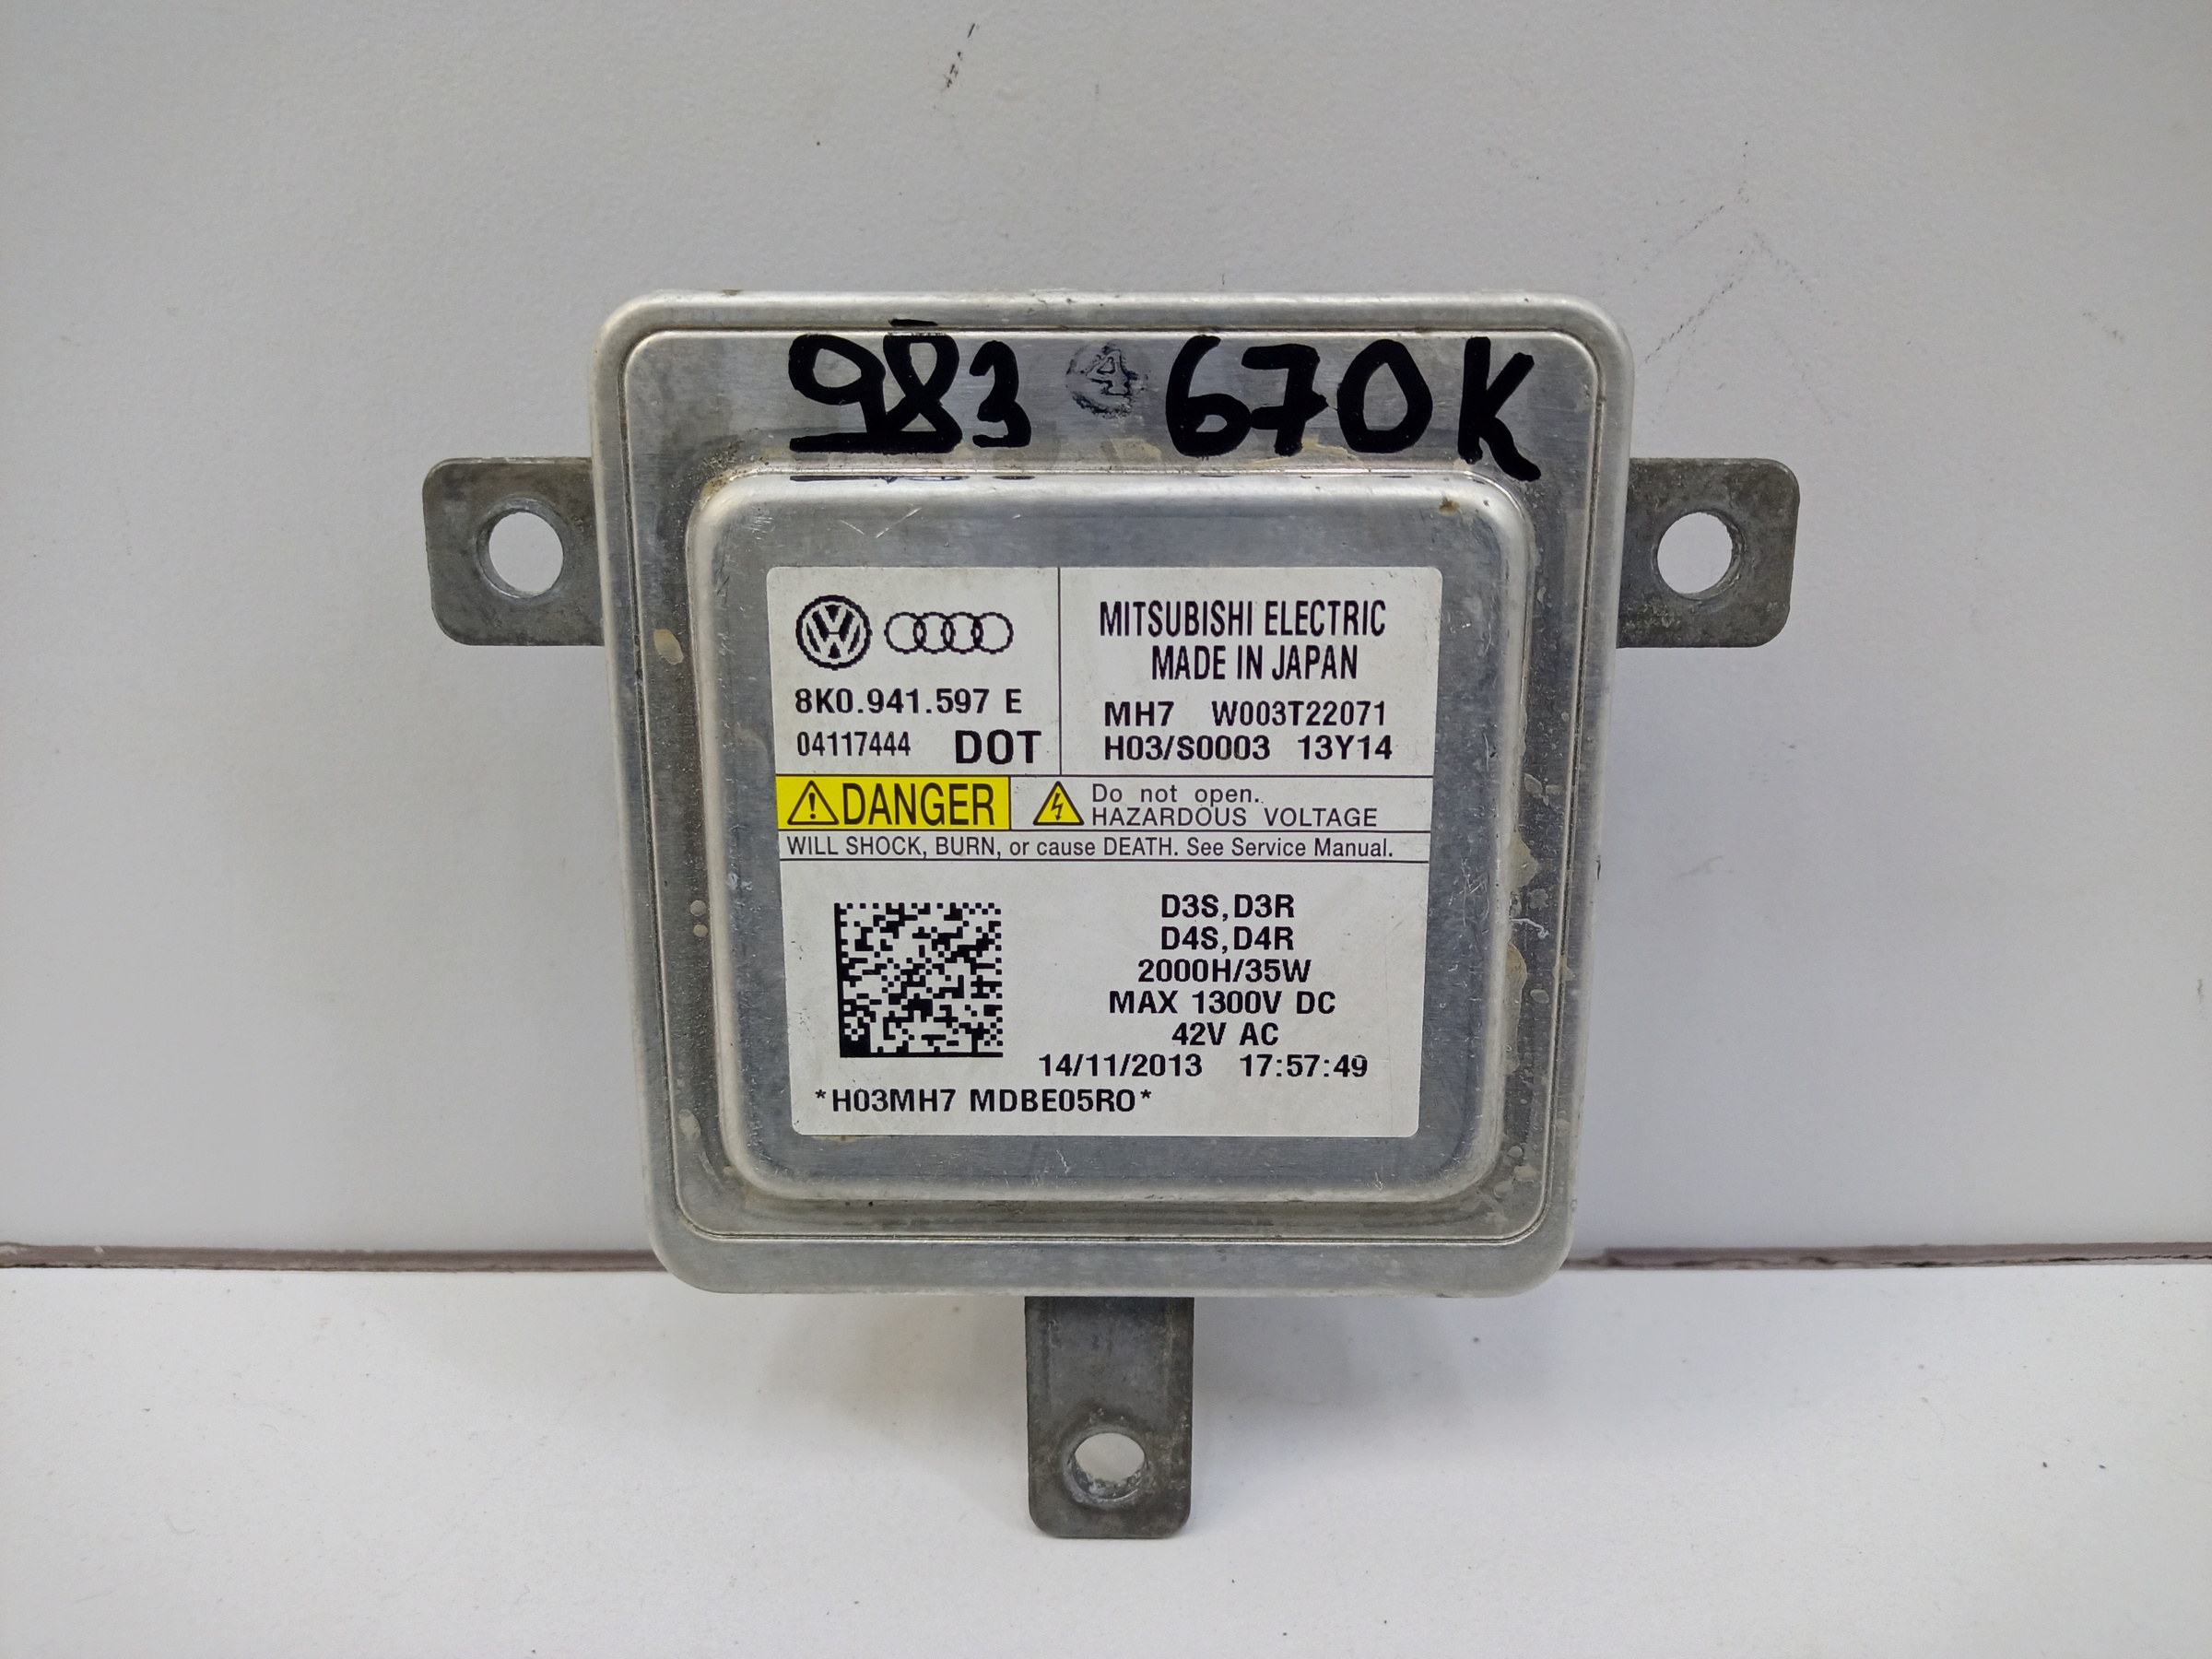 983 4 670K
8K0.941.597 E
04117444 DOT
MITSUBISHI ELECTRIC
MADE IN JAPAN
MH7 W003T22071
H03/S0003 13Y14
DANGER
Do not open.
HAZARDOUS VOLTAGE
WILL SHOCK, BURN, or cause DEATH. See Service Manual.
D3S,D3R
D4S,D4R
2000H/35W
MAX 1300V DC
42V AC
14/11/2013 17:57:49
*H03MH7 MDBE05RO*